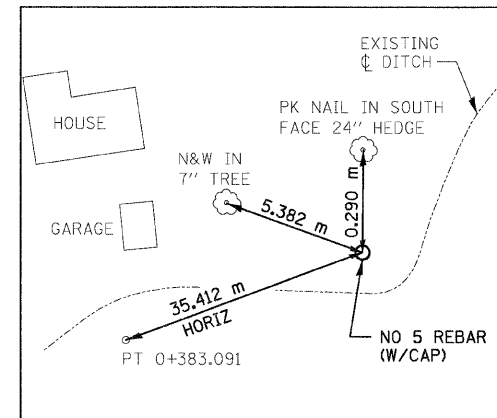 EXISTING
℄ DITCH
HOUSE
PK NAIL IN SOUTH
FACE 24" HEDGE
N&W IN
7" TREE
GARAGE
5.382 m
0.290 m
35.412 m
HORIZ
NO 5 REBAR
(W/CAP)
PT 0+383.091